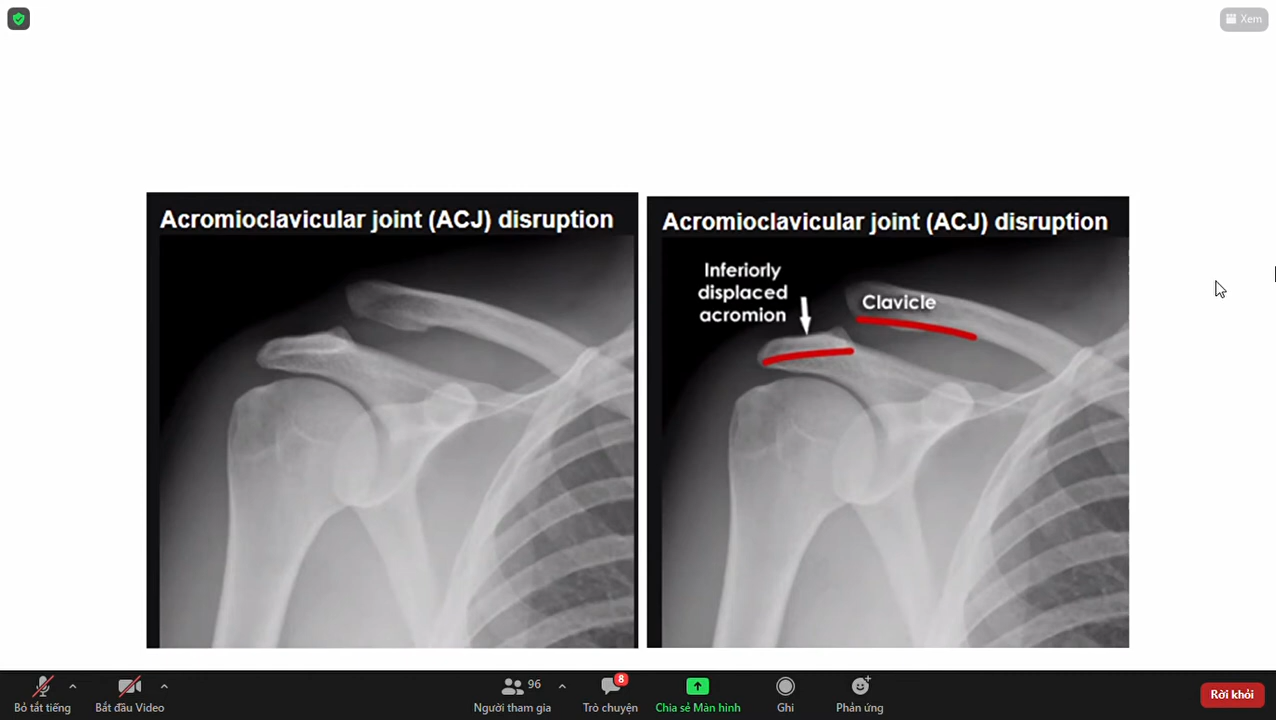 Xem
Acromioclavicular joint (ACJ) disruption
Acromioclavicular joint (ACJ) disruption
Inferiorly
displaced
acromion
Clavicle
8
96
Bỏ tắt tiếng
Bắt đầu Video
Người tham gia
Trò chuyện
Chia sẻ Màn hình
Ghi
Phản ứng
Rời khỏi